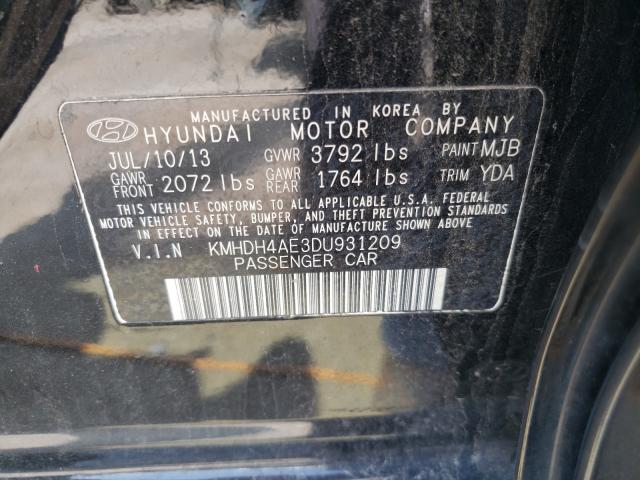 MANUFACTURED IN KOREA BY
HYUNDAI MOTOR COMPANY
JUL/10/13 GVWR 3792 lbs PAINT MJB
GAWR FRONT 2072 lbs GAWR REAR 1764 lbs TRIM YDA
THIS VEHICLE CONFORMS TO ALL APPLICABLE U.S.A. FEDERAL
MOTOR VEHICLE SAFETY, BUMPER, AND THEFT PREVENTION STANDARDS
IN EFFECT ON THE DATE OF MANUFACTURE SHOWN ABOVE
V.I.N KMHDH4AE3DU931209
PASSENGER CAR